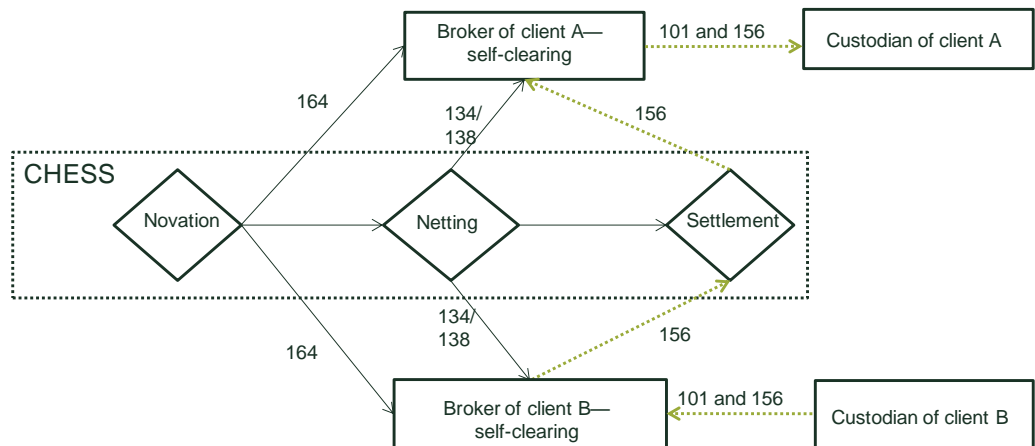 Broker of client A—
self-clearing
101 and 156
Custodian of client A
164
134/
138
156
CHESS
Novation
Netting
Settlement
134/
138
156
164
Broker of client B—
self-clearing
101 and 156
Custodian of client B